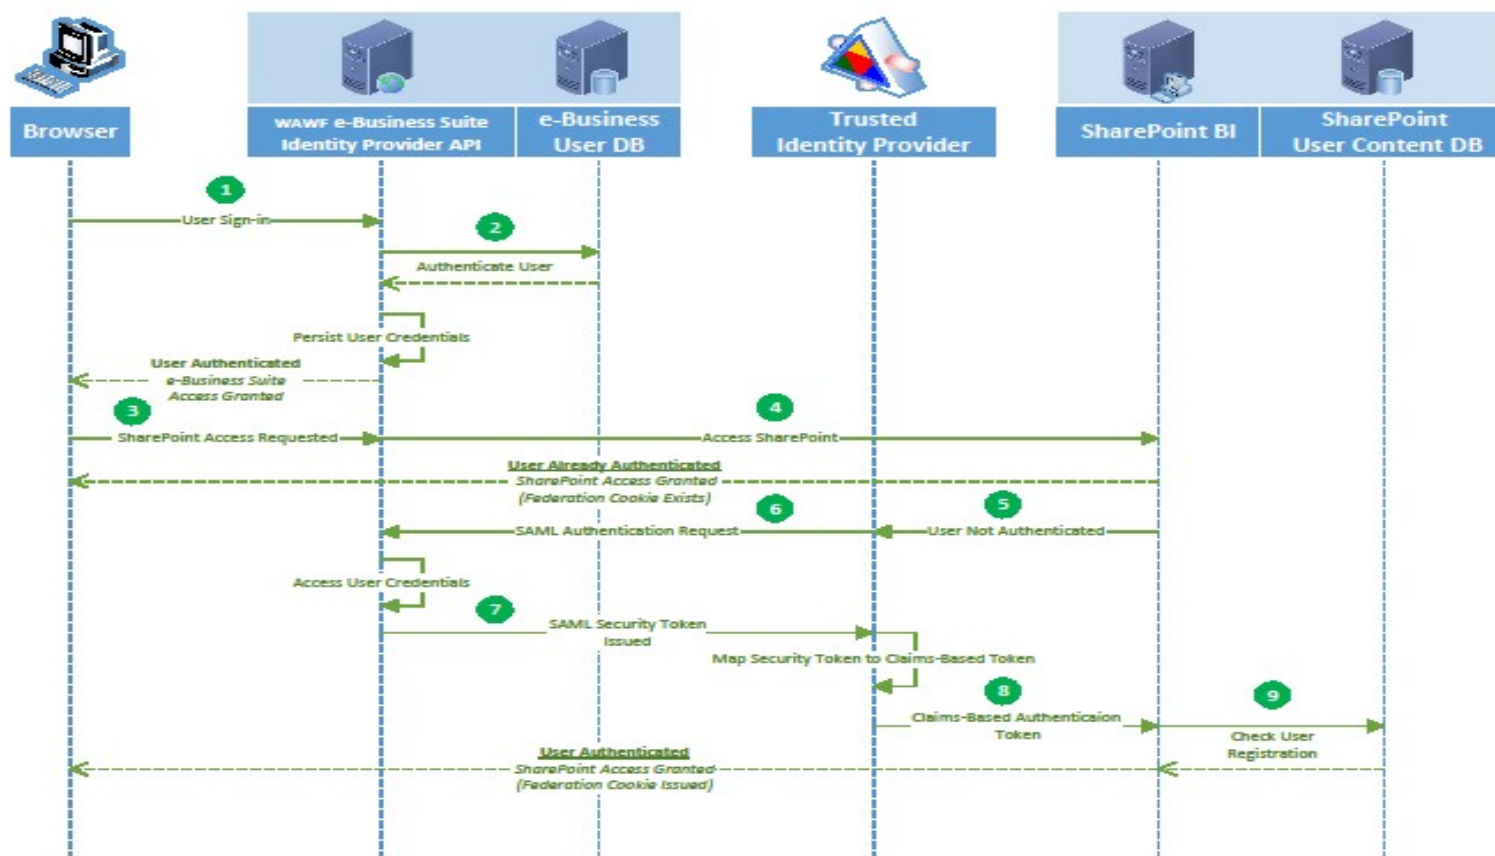 Browser
WAWF e-Business Suite
Identity Provider API
e-Business
User DB
Trusted
Identity Provider
SharePoint BI
SharePoint
User Content DB
1
User Sign-in
2
Authenticate User
Persist User Credentials
User Authenticated
e-Business Suite
Access Granted
3
SharePoint Access Requested
4
Access SharePoint
User Already Authenticated
SharePoint Access Granted
(Federation Cookie Exists)
6
SAML Authentication Request
5
User Not Authenticated
Access User Credentials
7
SAML Security Token
Issued
Map Security Token to Claims-Based Token
8
Claims-Based Authenticaion
Token
9
Check User
Registration
User Authenticated
SharePoint Access Granted
(Federation Cookie Issued)